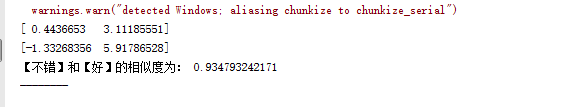 warnings.warn("detected Windows; aliasing chunkize to chunkize_serial")
[ 0.4436653   3.11185551]
[-1.33268356  5.91786528]
【不错】和【好】的相似度为： 0.934793242171
--------